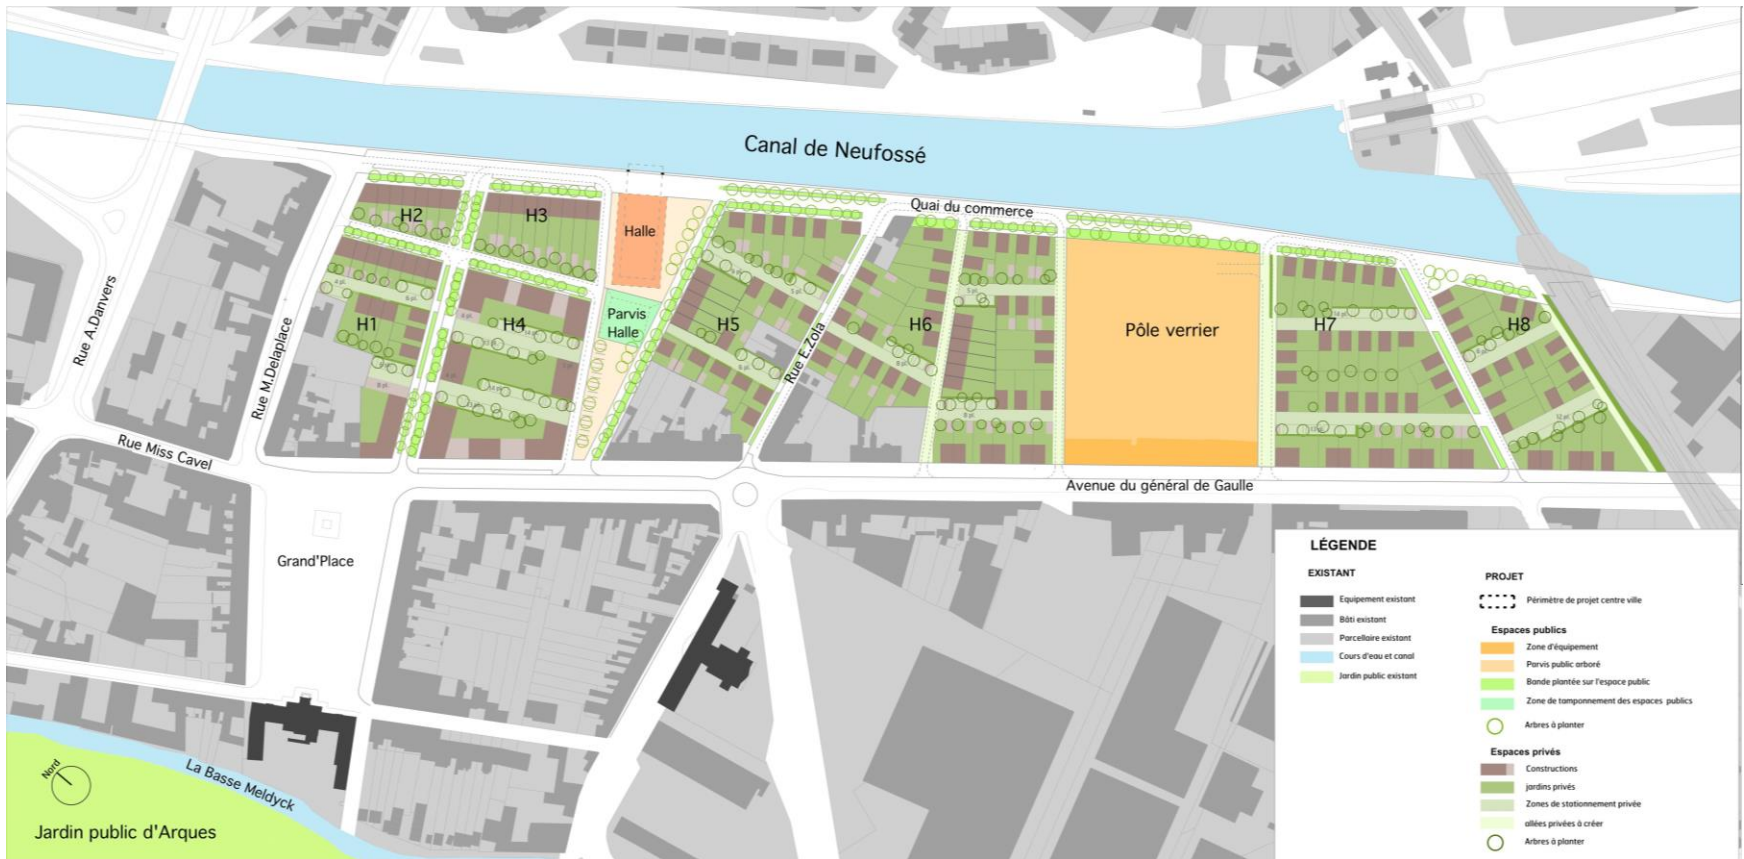 Canal de Neufossé
Quai du commerce
H2
H3
Halle
Parvis
Halle
H1
H4
H5
H6
Pôle verrier
H7
H8
Rue A.Danvers
Rue M.Delaplace
Rue E.Zola
Rue Miss Cavel
Avenue du général de Gaulle
Grand'Place
La Basse Meldyck
Nord
Jardin public d'Arques
LÉGENDE
EXISTANT
Equipement existant
Bâti existant
Parcellaire existant
Cours d'eau et canal
Jardin public existant
PROJET
Périmètre de projet centre ville
Espaces publics
Zone d'équipement
Parvis public arboré
Bande plantée sur l'espace public
Zone de tamponnement des espaces publics
Arbres à planter
Espaces privés
Constructions
jardins privés
Zones de stationnement privée
allées privées à créer
Arbres à planter